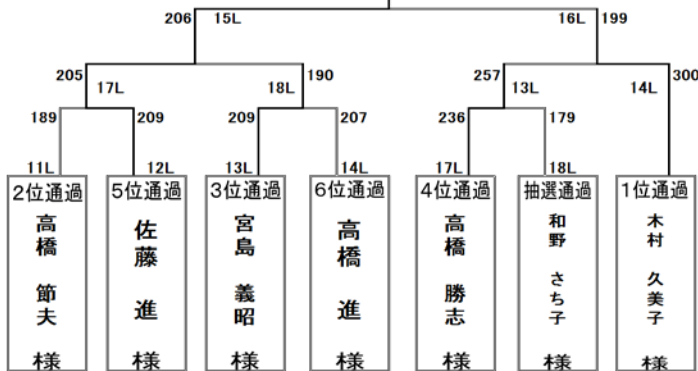 206 15L 16L 199
205 17L 18L 190 257 13L 14L 300
189 209 209 207 236 179
11L 12L 13L 14L 17L 18L
2位通過 5位通過 3位通過 6位通過 4位通過 抽選通過 1位通過
高橋 節夫 様
佐藤 進 様
宮島 義昭 様
高橋 進 様
高橋 勝志 様
和野 さち子 様
木村 久美子 様